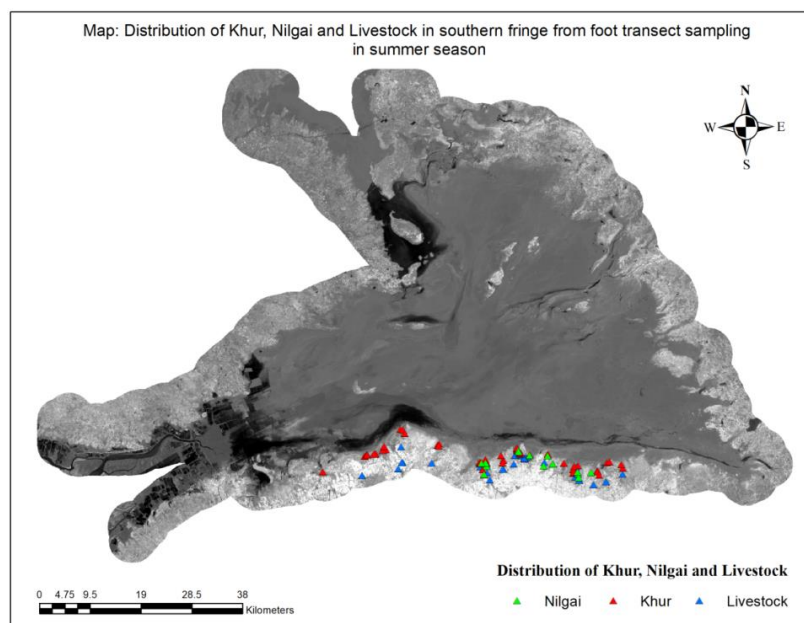 Map: Distribution of Khur, Nilgai and Livestock in southern fringe from foot transect sampling
in summer season
N
W E
S
Distribution of Khur, Nilgai and Livestock
Nilgai Khur Livestock
0 4.75 9.5 19 28.5 38
Kilometers